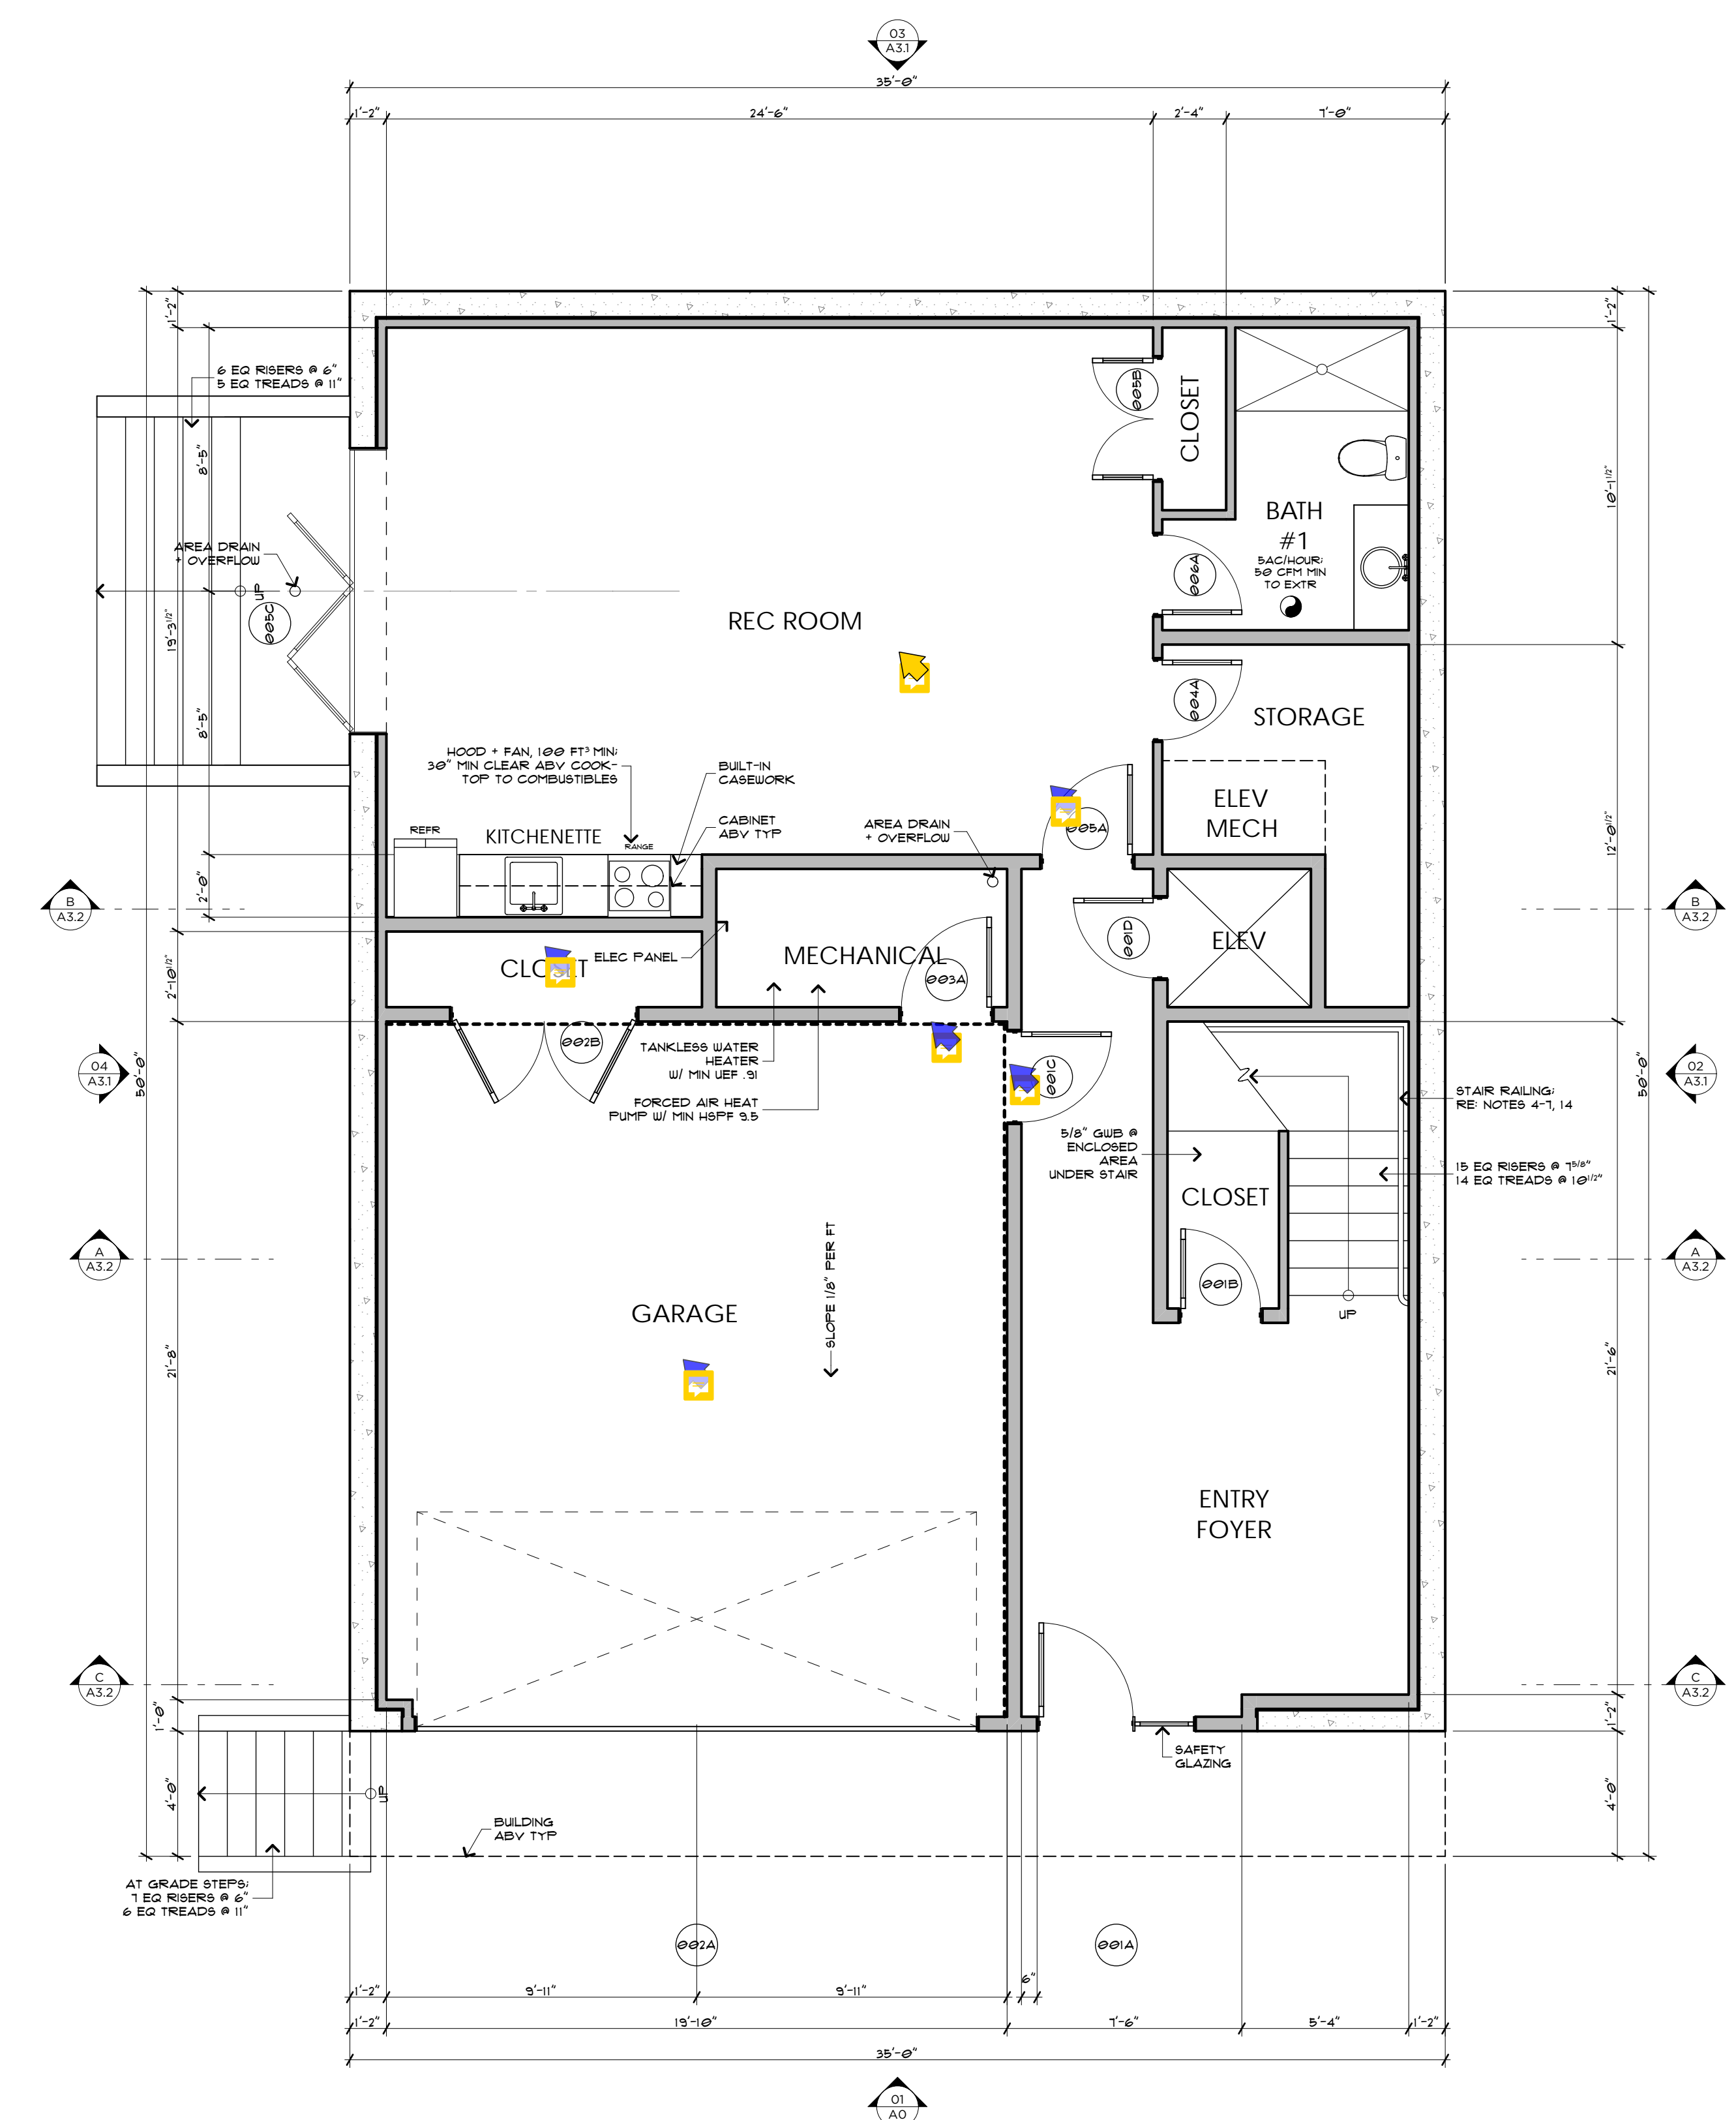 03
A3.1
35'-0"
1'-2"
24'-6"
2'-4"
7'-0"
1'-2"
1'-2"
6 EQ RISERS @ 6"
5 EQ TREADS @ 11"
005B
CLOSET
8'-5"
10'-1 1/2"
BATH
#1
5AC/HOUR;
50 CFM MIN
TO EXTR
AREA DRAIN
+ OVERFLOW
UP
005C
006A
19'-3 1/2"
REC ROOM
004A
STORAGE
8'-5"
HOOD + FAN, 100 FT³ MIN;
30" MIN CLEAR ABV COOK-
TOP TO COMBUSTIBLES
BUILT-IN
CASEWORK
ELEV
MECH
CABINET
ABV TYP
AREA DRAIN
+ OVERFLOW
005A
REFR
KITCHENETTE
RANGE
12'-0 1/2"
2'-0"
B
A3.2
B
A3.2
001D
ELEV
ELEC PANEL
MECHANICAL
CLOSET
003A
2'-10 1/2"
002B
TANKLESS WATER
HEATER
W/ MIN UEF .91
FORCED AIR HEAT
PUMP W/ MIN HSPF 9.5
001C
04
A3.1
50'-0"
02
A3.1
50'-0"
STAIR RAILING;
RE: NOTES 4-7, 14
5/8" GWB @
ENCLOSED
AREA
UNDER STAIR
15 EQ RISERS @ 7 5/8"
14 EQ TREADS @ 10 1/2"
CLOSET
A
A3.2
A
A3.2
SLOPE 1/8" PER FT
001B
UP
GARAGE
21'-8"
21'-6"
ENTRY
FOYER
C
A3.2
C
A3.2
1'-0"
1'-2"
SAFETY
GLAZING
4'-0"
UP
4'-0"
BUILDING
ABV TYP
AT GRADE STEPS;
7 EQ RISERS @ 6"
6 EQ TREADS @ 11"
002A
001A
1'-2"
9'-11"
9'-11"
6"
1'-2"
19'-10"
7'-6"
5'-4"
1'-2"
35'-0"
01
A0